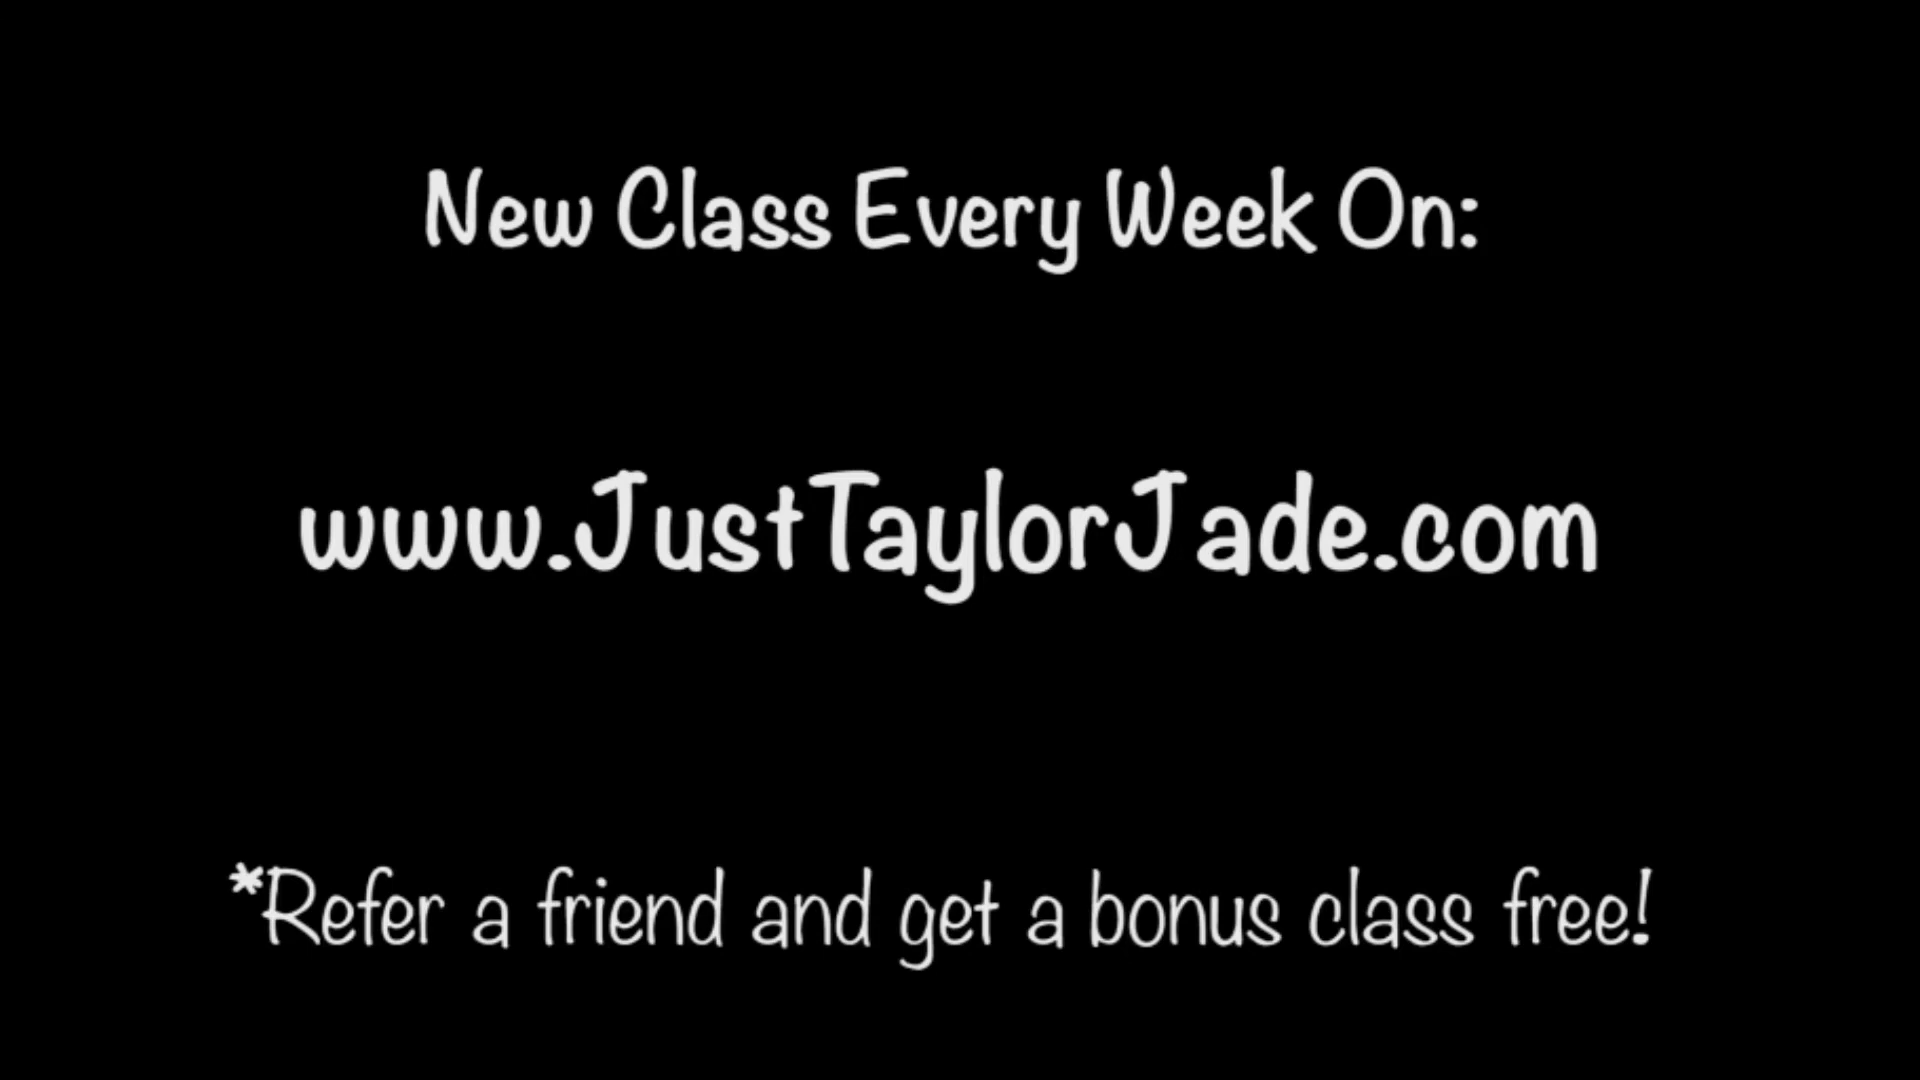 New Class Every Week On:
www.JustTaylorJade.com
*Refer a friend and get a bonus class free!